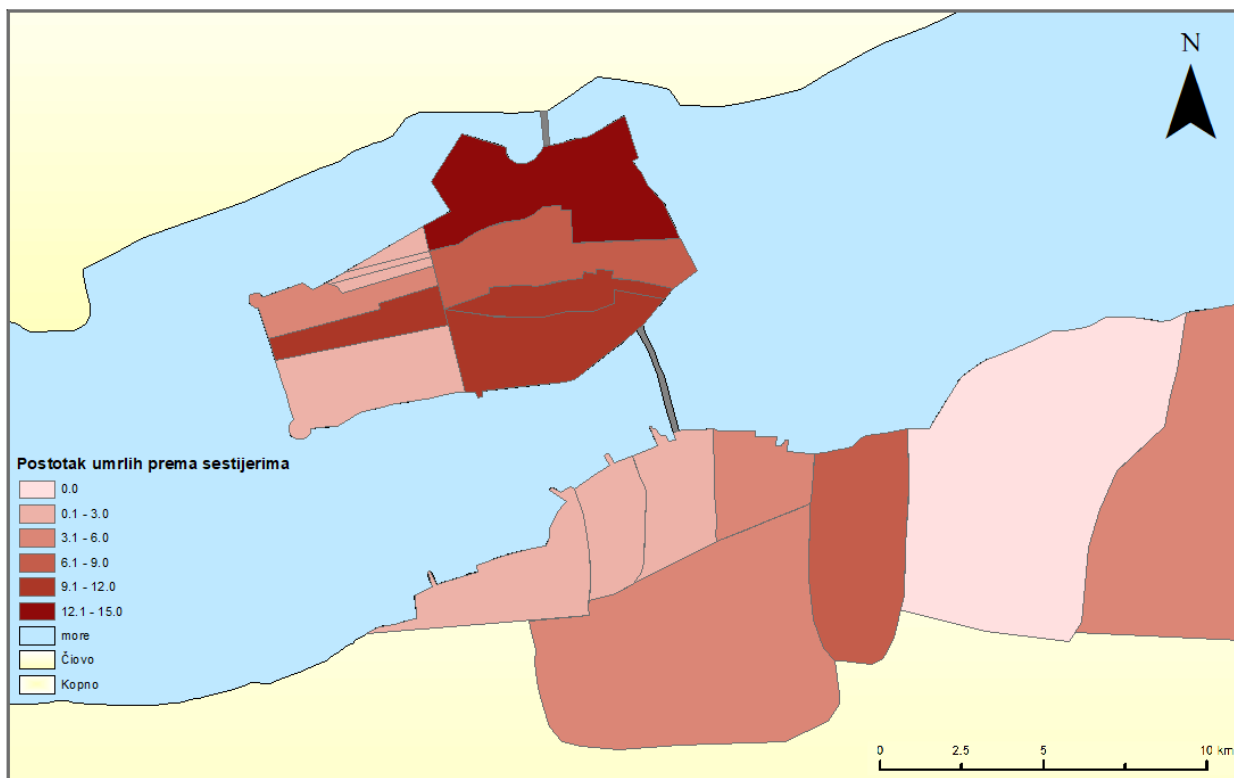 N
Postotak umrlih prema sestijerima
0.0
0.1 - 3.0
3.1 - 6.0
6.1 - 9.0
9.1 - 12.0
12.1 - 15.0
more
Čiovo
Kopno
0 2.5 5 10 km